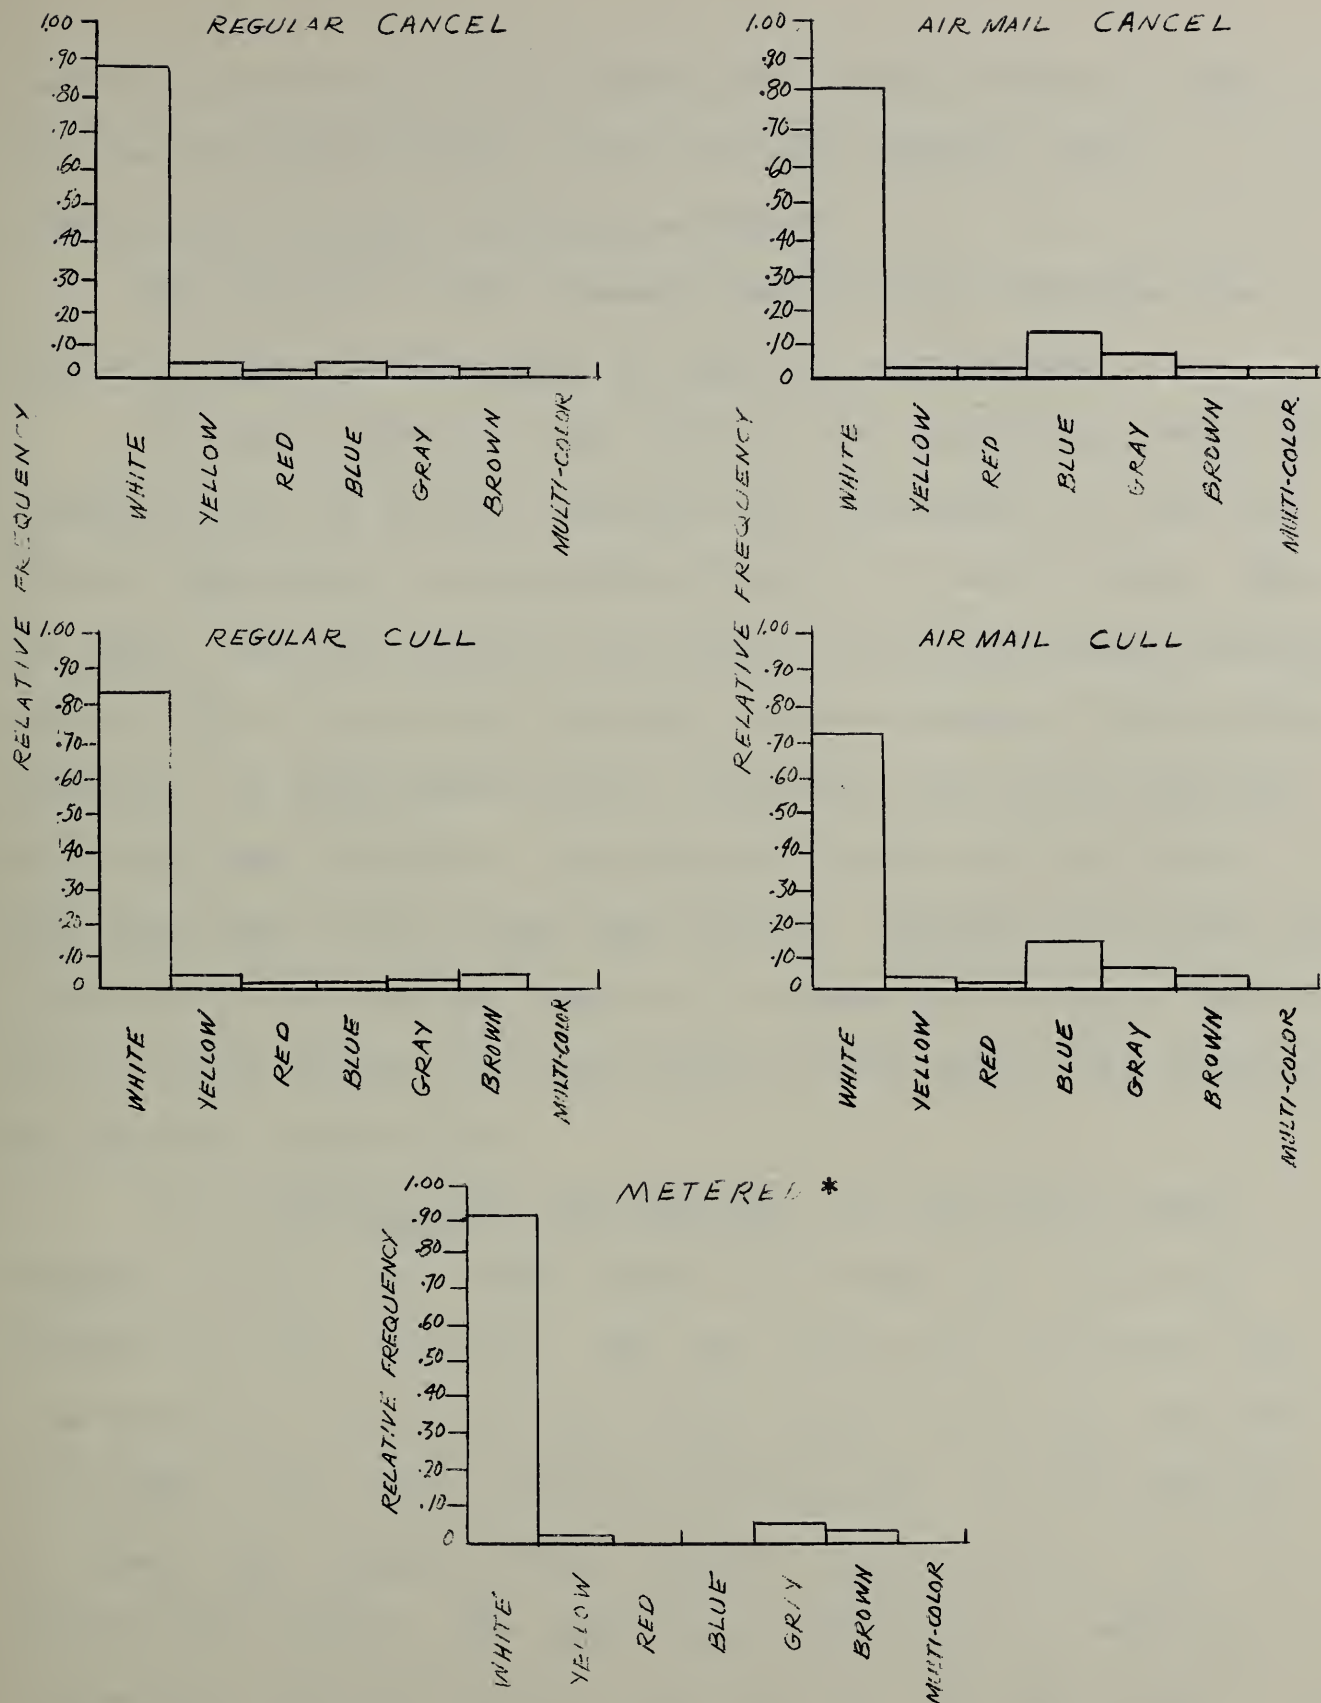 REGULAR CANCEL
1.00
.90
.80
.70
.60
.50
.40
.30
.20
.10
0
WHITE
YELLOW
RED
BLUE
GRAY
BROWN
MULTI-COLOR
RELATIVE FREQUENCY
AIR MAIL CANCEL
1.00
.90
.80
.70
.60
.50
.40
.30
.20
.10
0
WHITE
YELLOW
RED
BLUE
GRAY
BROWN
MULTI-COLOR
RELATIVE FREQUENCY
REGULAR CULL
1.00
.90
.80
.70
.60
.50
.40
.30
.20
.10
0
WHITE
YELLOW
RED
BLUE
GRAY
BROWN
MULTI-COLOR
AIR MAIL CULL
1.00
.90
.80
.70
.60
.50
.40
.30
.20
.10
0
WHITE
YELLOW
RED
BLUE
GRAY
BROWN
MULTI-COLOR
METERED *
1.00
.90
.80
.70
.60
.50
.40
.30
.20
.10
0
RELATIVE FREQUENCY
WHITE
YELLOW
RED
BLUE
GRAY
BROWN
MULTI-COLOR